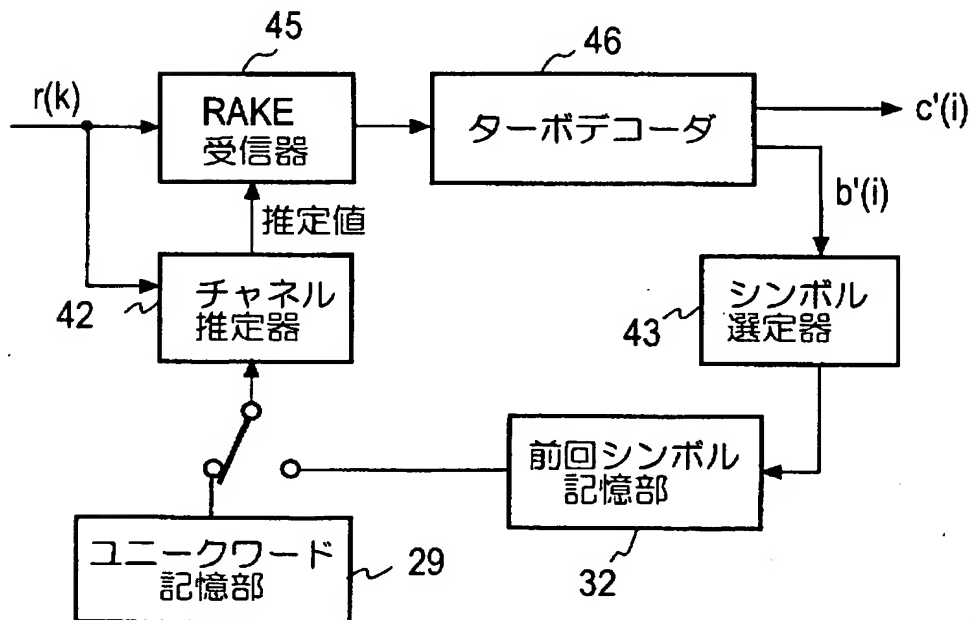 45
46
r(k)
RAKE
受信器
ターボデコーダ
c'(i)
b'(i)
推定値
42
チャネル
推定器
43
シンボル
選定器
前回シンボル
記憶部
32
ユニークワード
記憶部
29